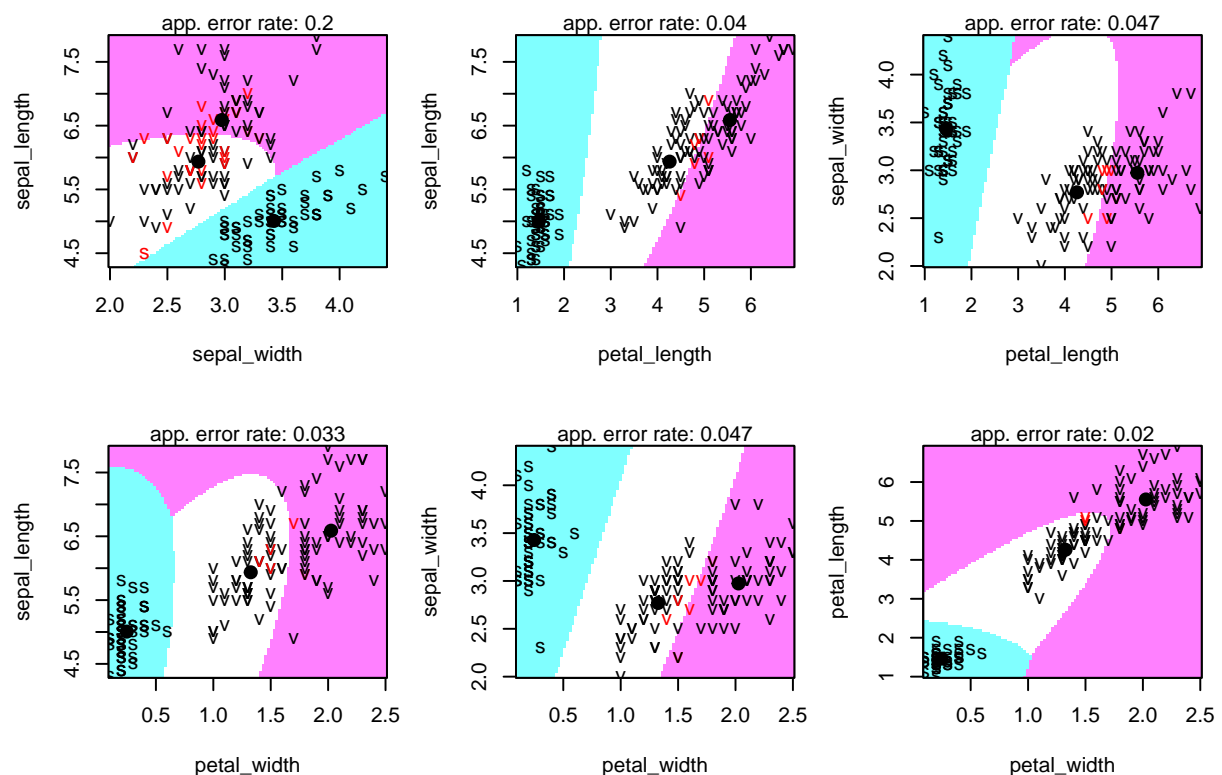 app. error rate: 0.2
sepal_length
4.5 5.5 6.5 7.5
2.0 2.5 3.0 3.5 4.0
sepal_width
app. error rate: 0.04
sepal_length
4.5 5.5 6.5 7.5
1 2 3 4 5 6
petal_length
app. error rate: 0.047
sepal_width
2.0 2.5 3.0 3.5 4.0
1 2 3 4 5 6
petal_length
app. error rate: 0.033
sepal_length
4.5 5.5 6.5 7.5
0.5 1.0 1.5 2.0 2.5
petal_width
app. error rate: 0.047
sepal_width
2.0 2.5 3.0 3.5 4.0
0.5 1.0 1.5 2.0 2.5
petal_width
app. error rate: 0.02
petal_length
1 2 3 4 5 6
0.5 1.0 1.5 2.0 2.5
petal_width